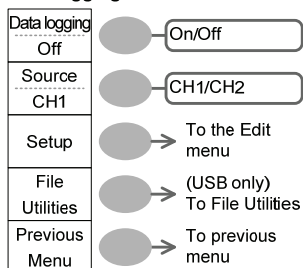 Data logging
Off
On/Off
Source
CH1
CH1/CH2
Setup
To the Edit
menu
File
Utilities
(USB only)
To File Utilities
Previous
Menu
To previous
menu